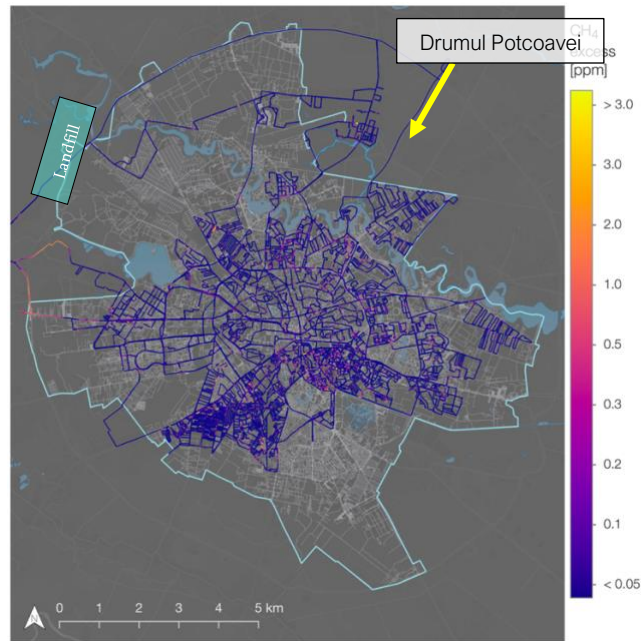 Drumul Potcoavei
CH₄
excess
[ppm]
Landfill
> 3.0
3.0
2.0
1.0
0.5
0.3
0.2
0.1
< 0.05
N
0 1 2 3 4 5 km